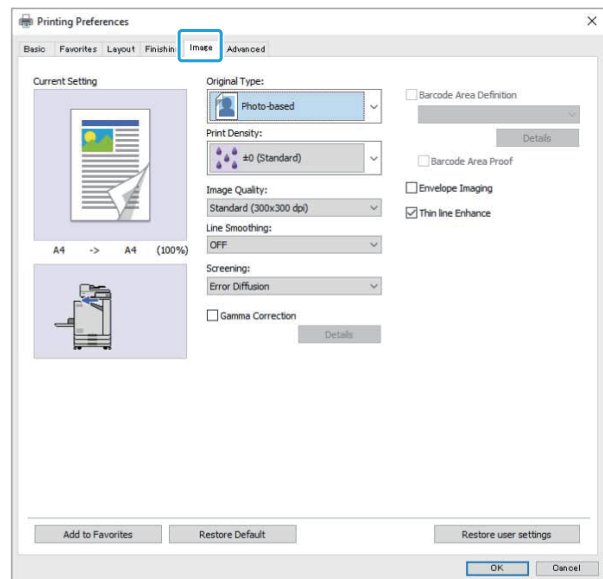 Printing Preferences
Basic Favorites Layout Finishin Image Advanced
Current Setting
A4 -> A4 (100%)
Original Type:
Photo-based
Print Density:
±0 (Standard)
Image Quality:
Standard (300x300 dpi)
Line Smoothing:
OFF
Screening:
Error Diffusion
Gamma Correction
Details
Barcode Area Definition
Details
Barcode Area Proof
Envelope Imaging
Thin line Enhance
Add to Favorites
Restore Default
Restore user settings
OK
Cancel